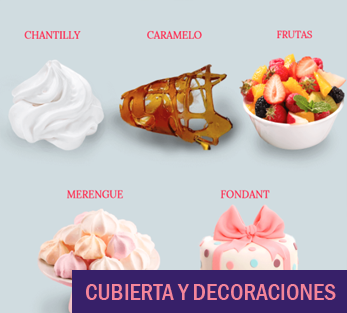 CHANTILLY CARAMELO FRUTAS
MERENGUE FONDANT
CUBIERTA Y DECORACIONES